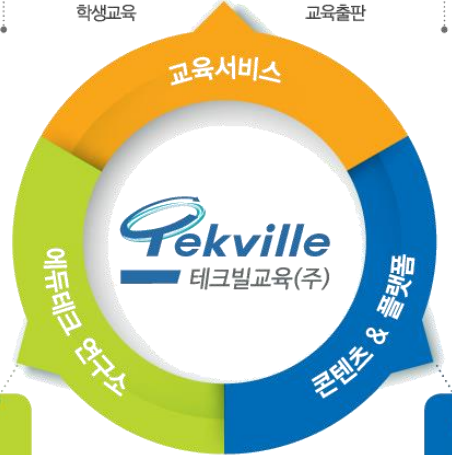 학생교육 교육출판
교육서비스
Tekville
테크빌교육(주)
에듀테크 연구소
콘텐츠 & 플랫폼